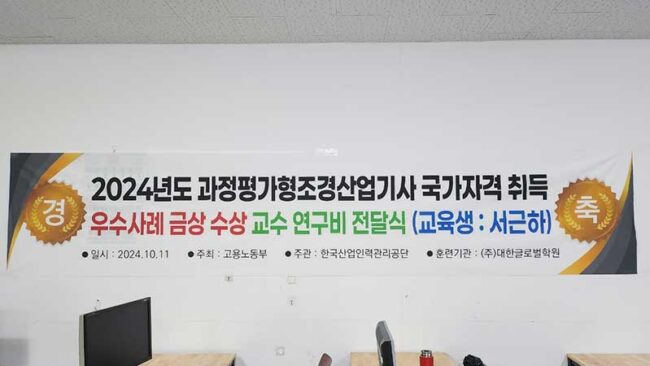 경
2024년도 과정평가형조경산업기사 국가자격 취득
우수사례 금상 수상 교수 연구비 전달식 (교육생 : 서근하)
● 일시 : 2024.10.11 ● 주최 : 고용노동부 ● 주관 : 한국산업인력관리공단 ● 훈련기관 : (주)대한글로벌학원
축